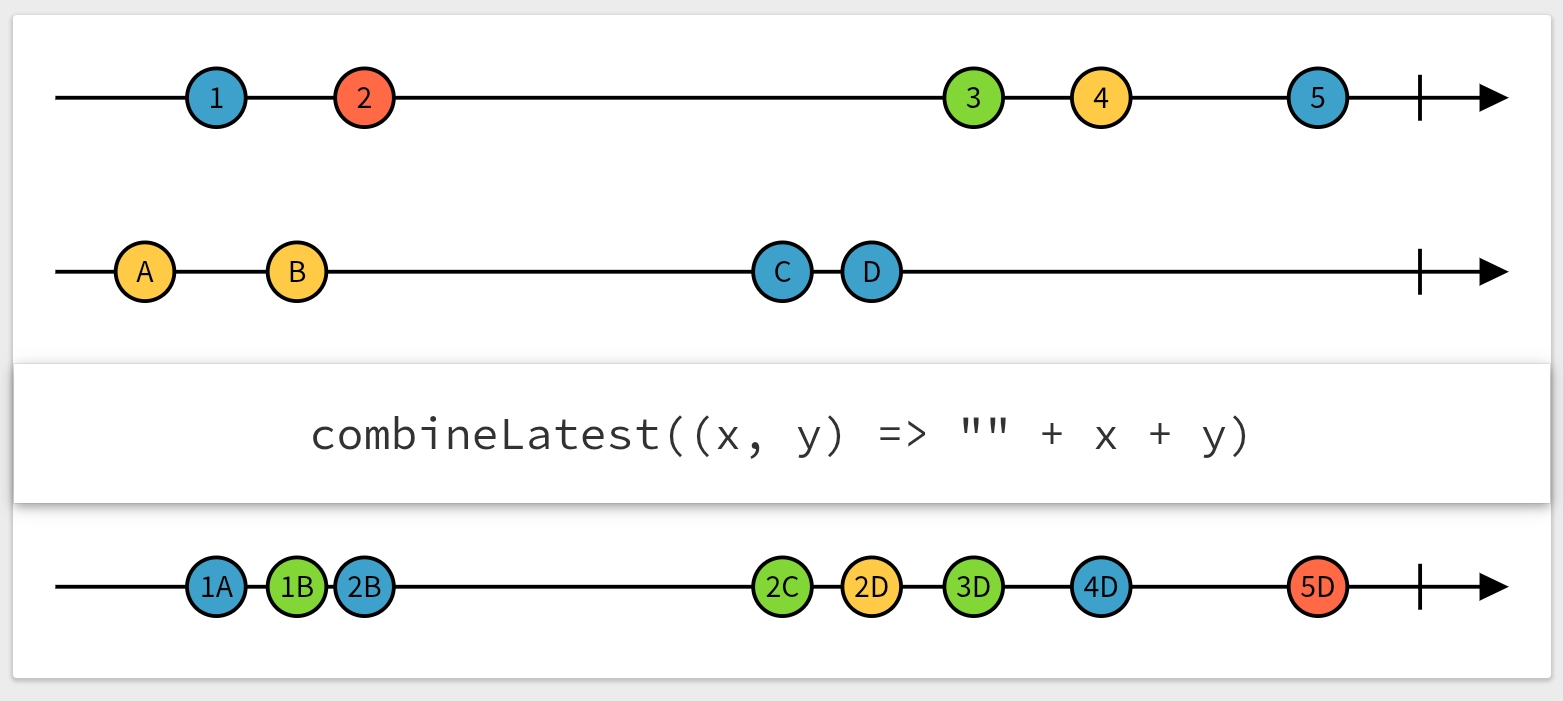 1 2 3 4 5
A B C D
combineLatest((x, y) => "" + x + y)
1A 1B 2B 2C 2D 3D 4D 5D